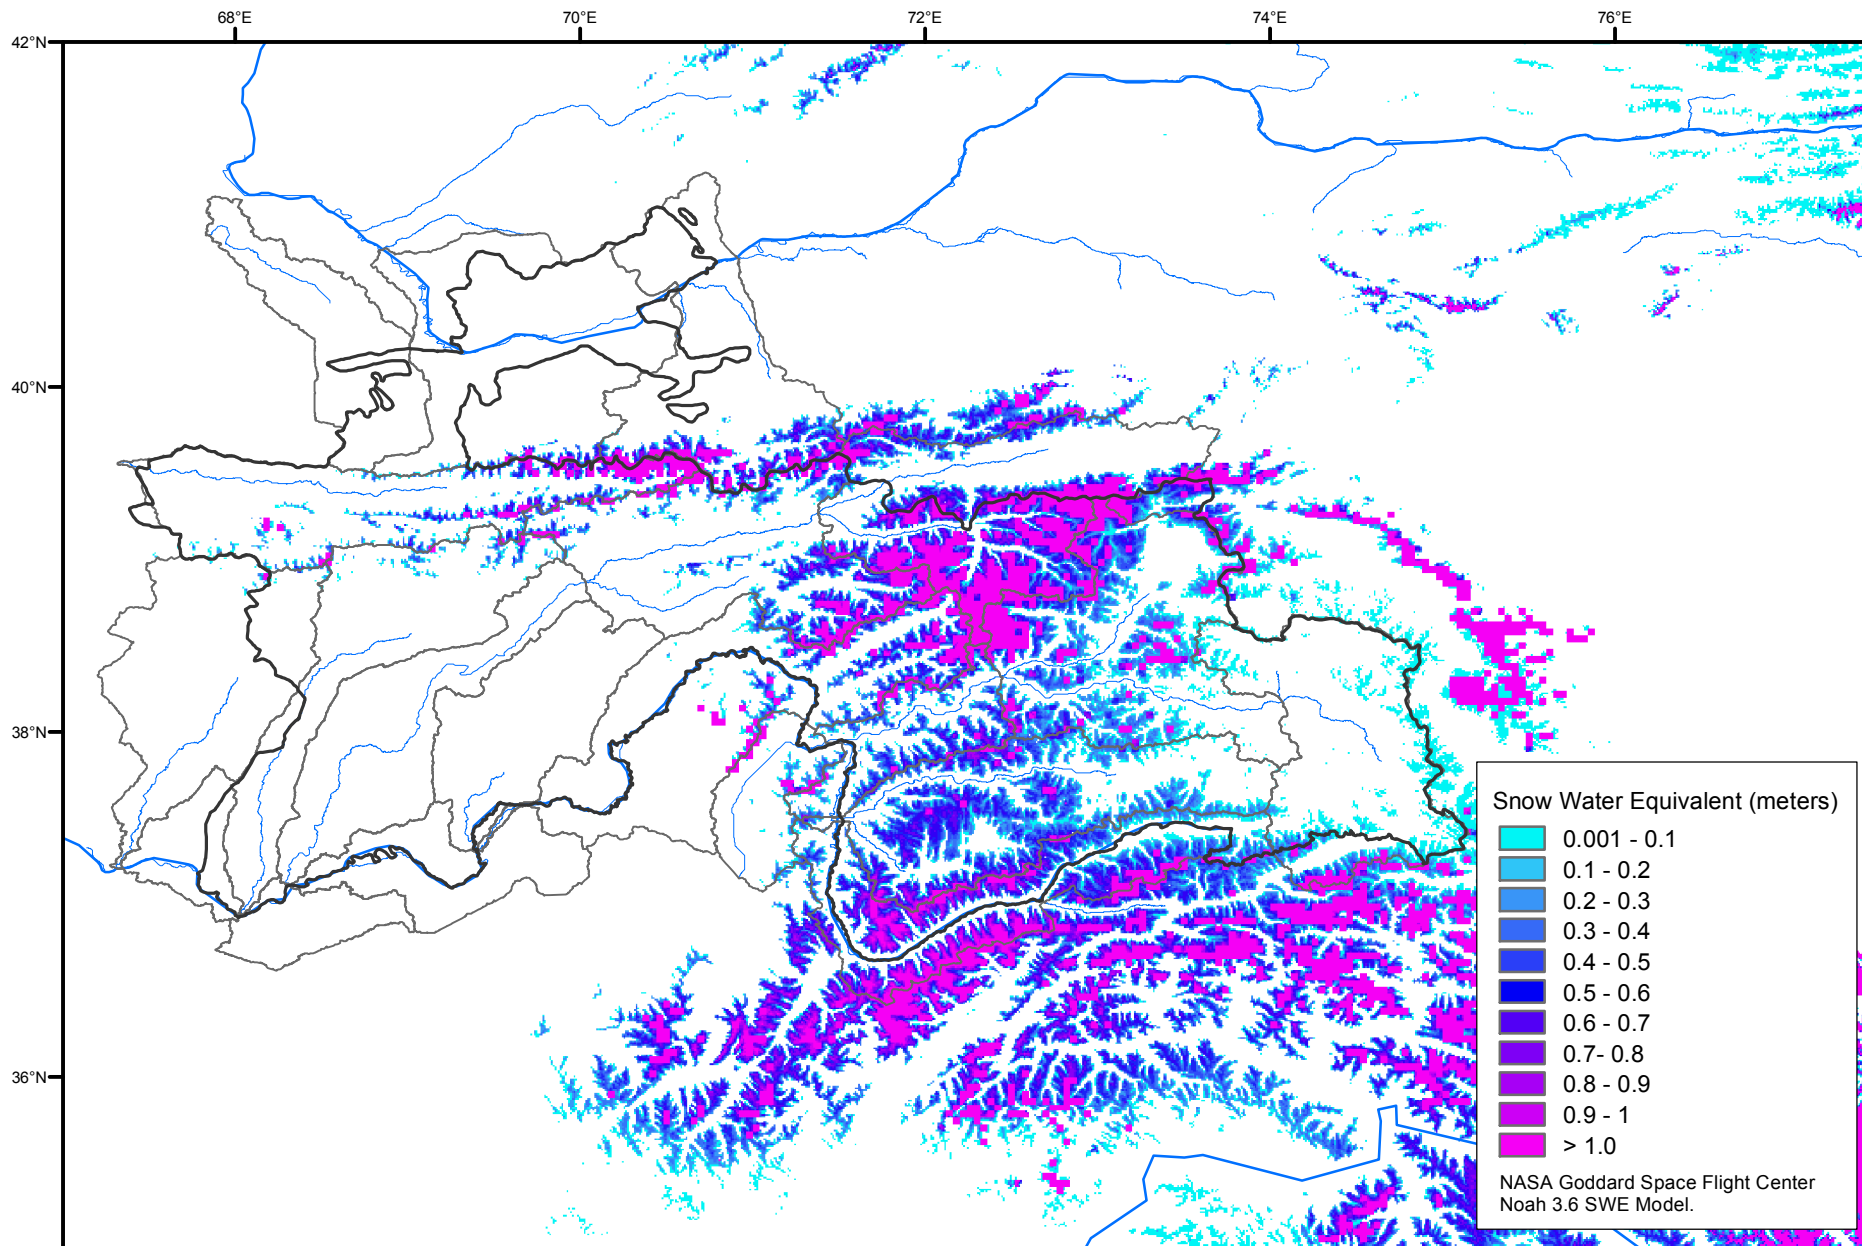 68°E
70°E
72°E
74°E
76°E
42°N
40°N
38°N
36°N
Snow Water Equivalent (meters)
0.001 - 0.1
0.1 - 0.2
0.2 - 0.3
0.3 - 0.4
0.4 - 0.5
0.5 - 0.6
0.6 - 0.7
0.7- 0.8
0.8 - 0.9
0.9 - 1
> 1.0
NASA Goddard Space Flight Center
Noah 3.6 SWE Model.